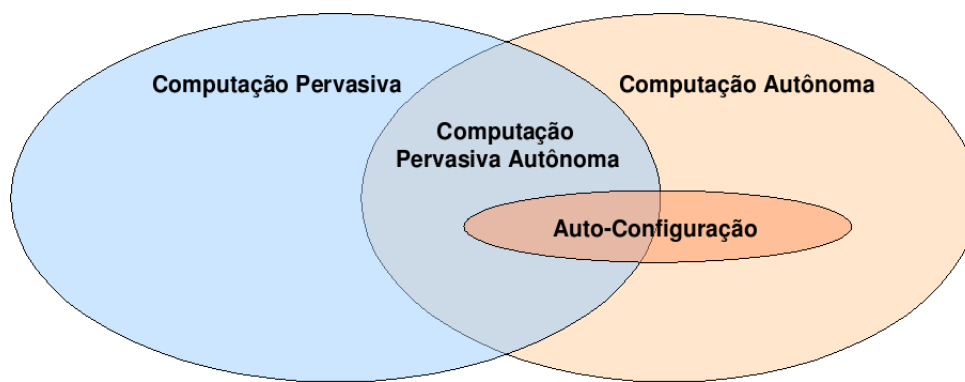 Computação Pervasiva
Computação Autônoma
Computação
Pervasiva Autônoma
Auto-Configuração